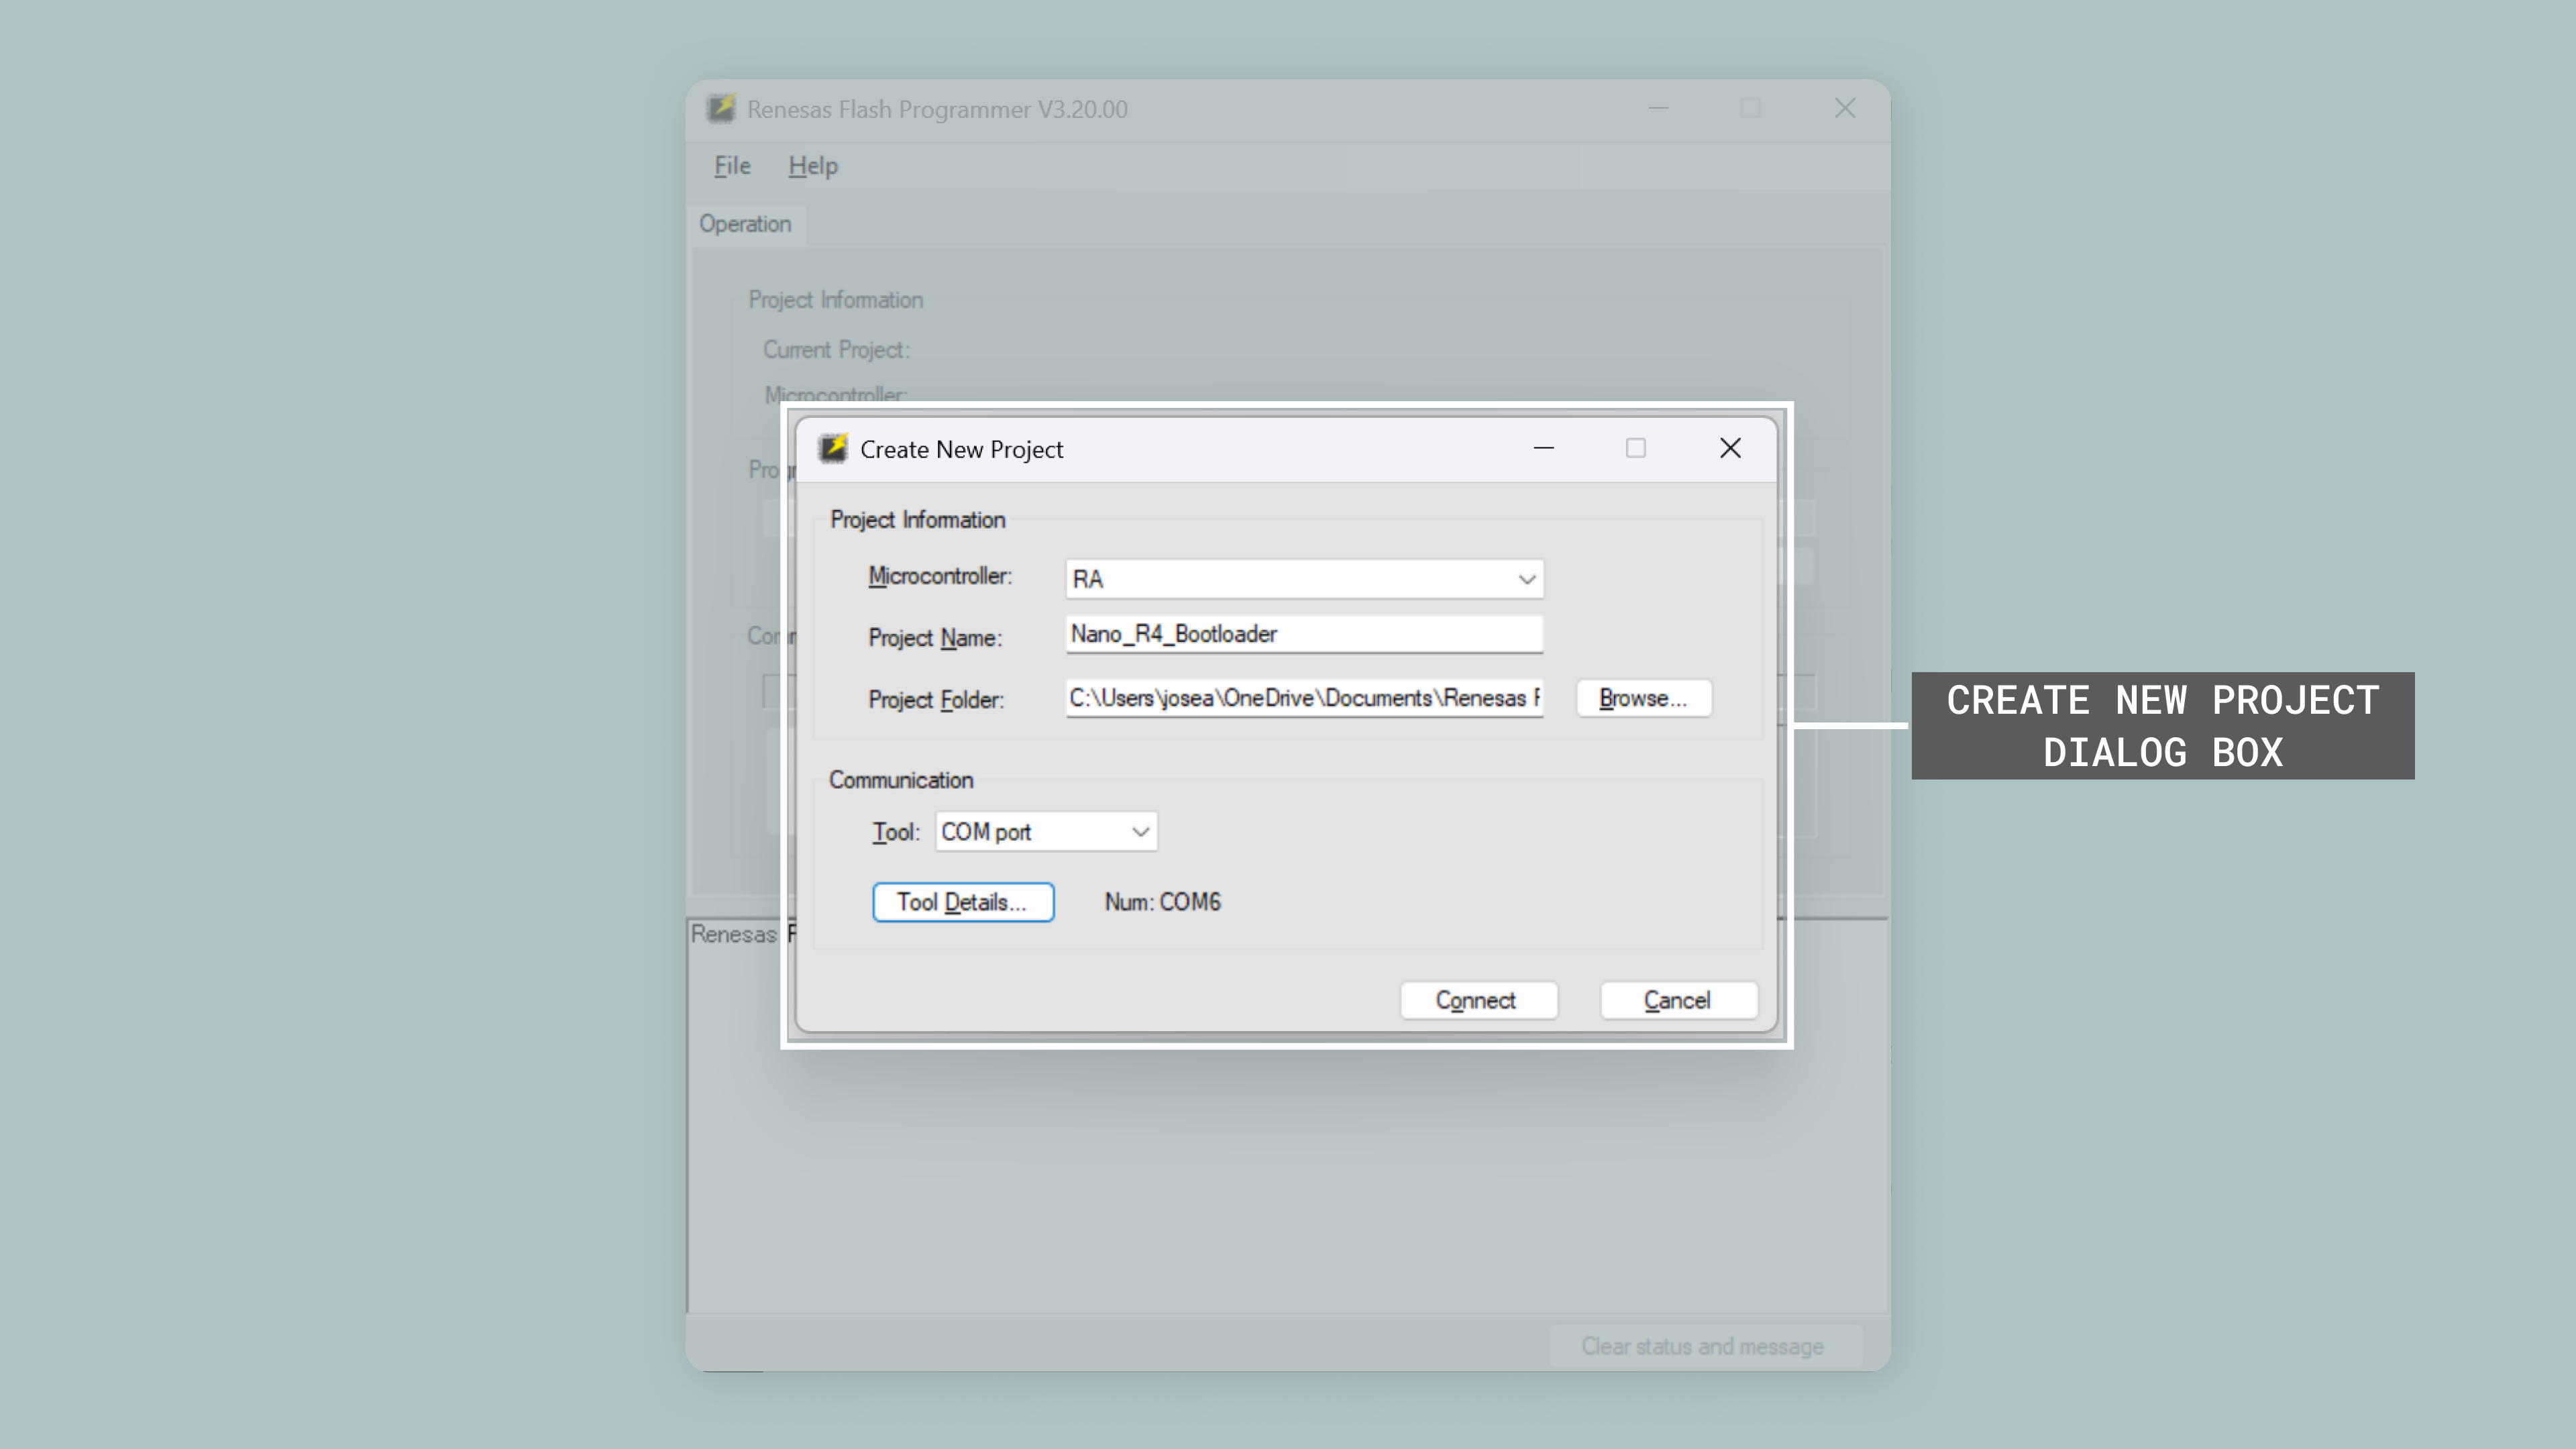 Renesas Flash Programmer V3.20.00
File Help
Operation
Project Information
Current Project:
Microcontroller:
Create New Project
Project Information
Microcontroller: RA
Project Name: Nano_R4_Bootloader
Project Folder: C:\Users\josea\OneDrive\Documents\Renesas F Browse...
Communication
Tool: COM port
Tool Details... Num: COM6
Connect Cancel
Renesas F
Clear status and message
CREATE NEW PROJECT
DIALOG BOX